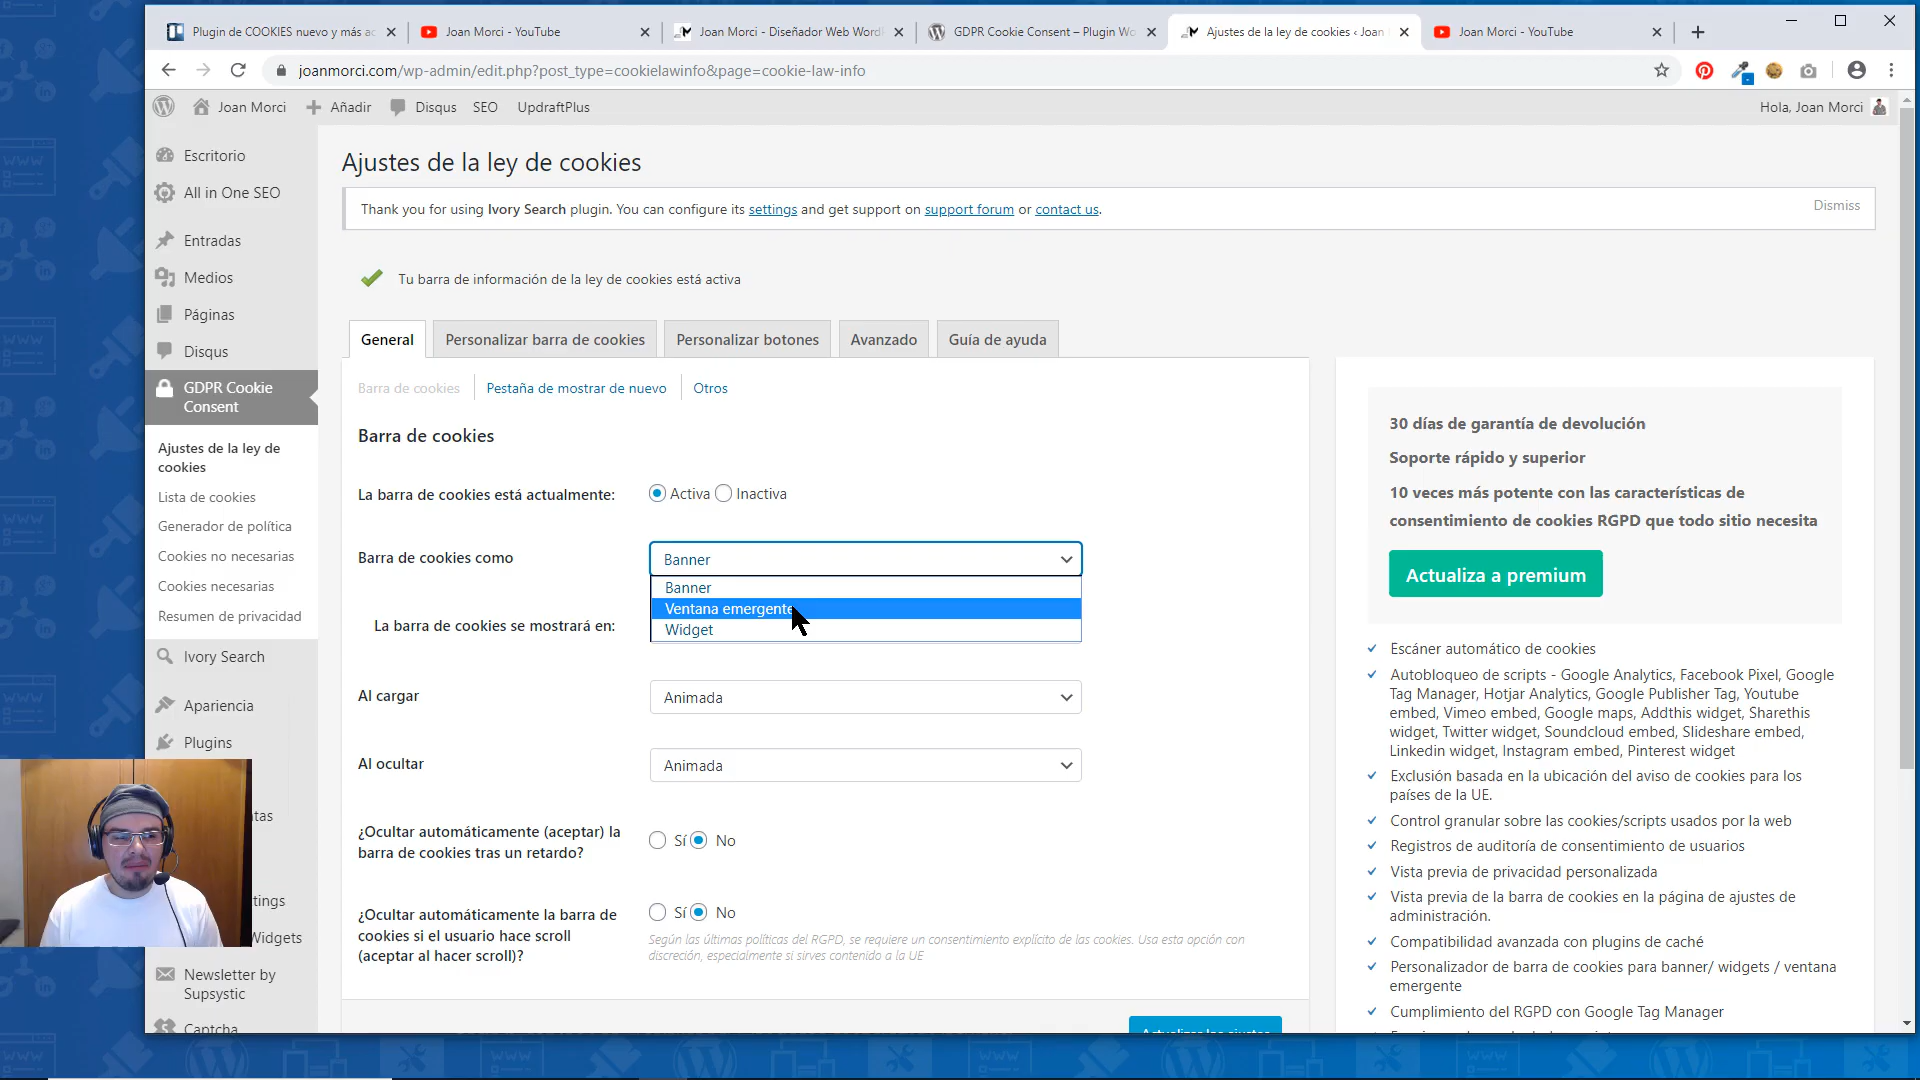 Plugin de COOKIES nuevo y más ac
Joan Morci - YouTube
Joan Morci - Diseñador Web Word
GDPR Cookie Consent – Plugin Wo
Ajustes de la ley de cookies ‹ Joan
Joan Morci - YouTube
joanmorci.com/wp-admin/edit.php?post_type=cookielawinfo&page=cookie-law-info
Joan Morci
Añadir
Disqus
SEO
UpdraftPlus
Hola, Joan Morci
Escritorio
All in One SEO
Entradas
Medios
Páginas
Disqus
GDPR Cookie
Consent
Ajustes de la ley de
cookies
Lista de cookies
Generador de política
Cookies no necesarias
Cookies necesarias
Resumen de privacidad
Ivory Search
Apariencia
Plugins
tas
tings
Widgets
Newsletter by
Supsystic
Captcha
Ajustes de la ley de cookies
Thank you for using Ivory Search plugin. You can configure its settings and get support on support forum or contact us.
Dismiss
Tu barra de información de la ley de cookies está activa
General
Personalizar barra de cookies
Personalizar botones
Avanzado
Guía de ayuda
Barra de cookies
Pestaña de mostrar de nuevo
Otros
Barra de cookies
La barra de cookies está actualmente:
Activa
Inactiva
Barra de cookies como
Banner
Banner
Ventana emergente
Widget
La barra de cookies se mostrará en:
Al cargar
Animada
Al ocultar
Animada
¿Ocultar automáticamente (aceptar) la
barra de cookies tras un retardo?
Sí
No
¿Ocultar automáticamente la barra de
cookies si el usuario hace scroll
(aceptar al hacer scroll)?
Sí
No
Según las últimas políticas del RGPD, se requiere un consentimiento explícito de las cookies. Usa esta opción con
discreción, especialmente si sirves contenido a la UE
Actualizar los ajustes
30 días de garantía de devolución
Soporte rápido y superior
10 veces más potente con las características de
consentimiento de cookies RGPD que todo sitio necesita
Actualiza a premium
Escáner automático de cookies
Autobloqueo de scripts - Google Analytics, Facebook Pixel, Google
Tag Manager, Hotjar Analytics, Google Publisher Tag, Youtube
embed, Vimeo embed, Google maps, Addthis widget, Sharethis
widget, Twitter widget, Soundcloud embed, Slideshare embed,
Linkedin widget, Instagram embed, Pinterest widget
Exclusión basada en la ubicación del aviso de cookies para los
países de la UE.
Control granular sobre las cookies/scripts usados por la web
Registros de auditoría de consentimiento de usuarios
Vista previa de privacidad personalizada
Vista previa de la barra de cookies en la página de ajustes de
administración.
Compatibilidad avanzada con plugins de caché
Personalizador de barra de cookies para banner/ widgets / ventana
emergente
Cumplimiento del RGPD con Google Tag Manager